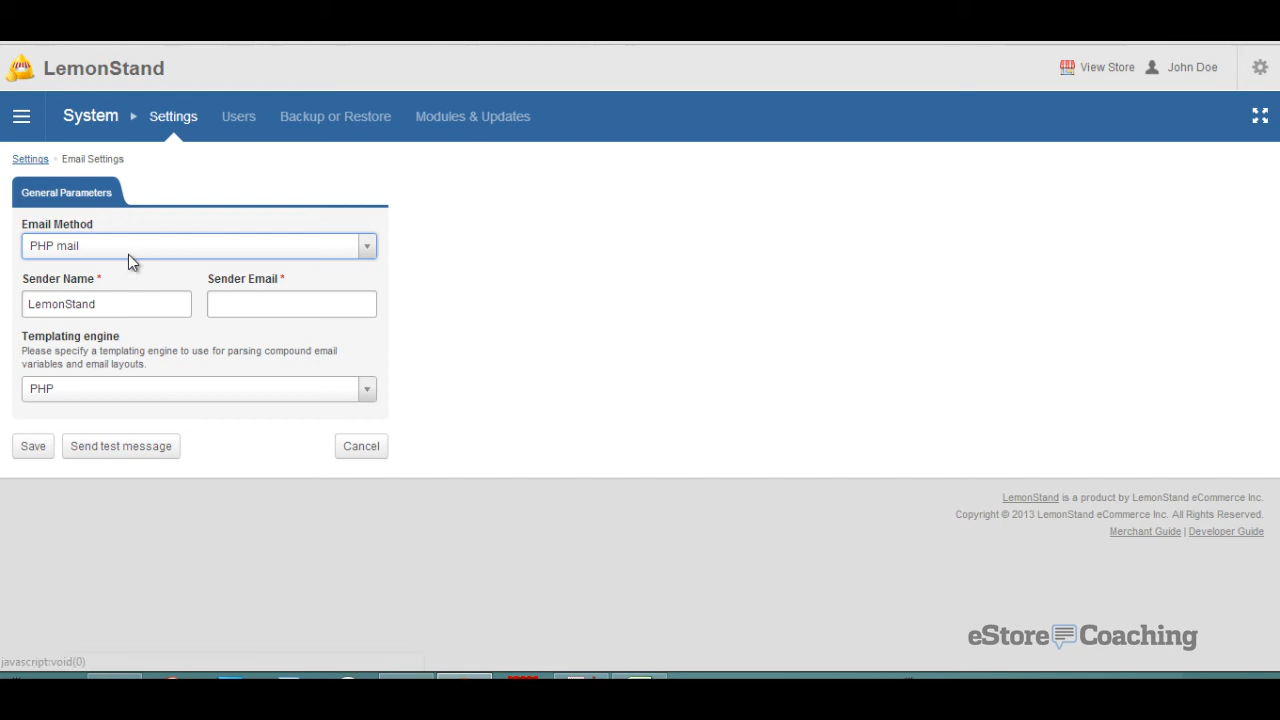 LemonStand
View Store
John Doe
System
Settings
Users
Backup or Restore
Modules & Updates
Settings
Email Settings
General Parameters
Email Method
PHP mail
Sender Name *
Sender Email *
LemonStand
Templating engine
Please specify a templating engine to use for parsing compound email
variables and email layouts.
PHP
Save
Send test message
Cancel
LemonStand is a product by LemonStand eCommerce Inc.
Copyright © 2013 LemonStand eCommerce Inc. All Rights Reserved.
Merchant Guide | Developer Guide
eStore Coaching
javascript:void(0)